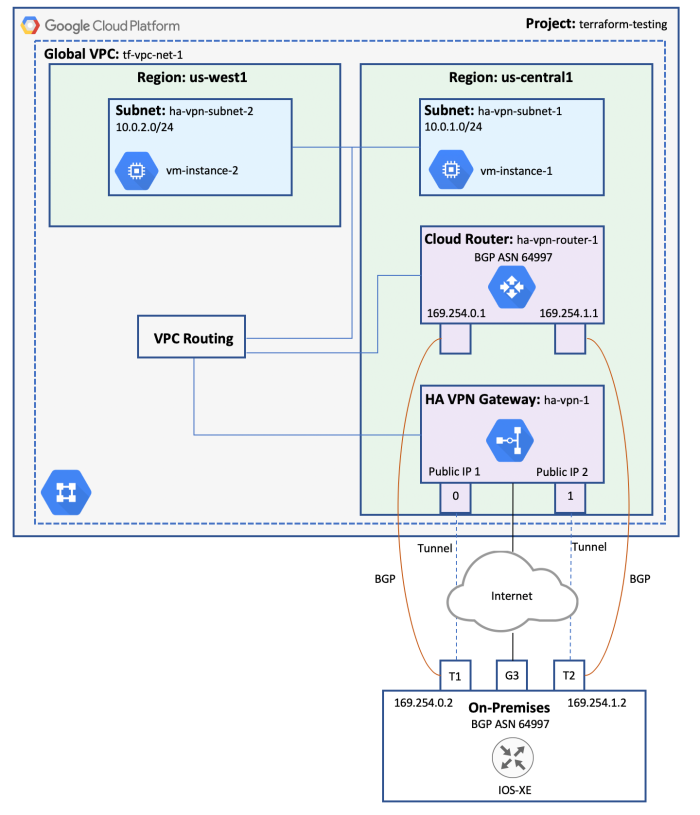 Google Cloud Platform
Project: terraform-testing
Global VPC: tf-vpc-net-1
Region: us-west1
Region: us-central1
Subnet: ha-vpn-subnet-2
10.0.2.0/24
vm-instance-2
Subnet: ha-vpn-subnet-1
10.0.1.0/24
vm-instance-1
Cloud Router: ha-vpn-router-1
BGP ASN 64997
169.254.0.1
169.254.1.1
VPC Routing
HA VPN Gateway: ha-vpn-1
Public IP 1
Public IP 2
0
1
Tunnel
Tunnel
BGP
BGP
Internet
T1
G3
T2
169.254.0.2
169.254.1.2
On-Premises
BGP ASN 64997
IOS-XE